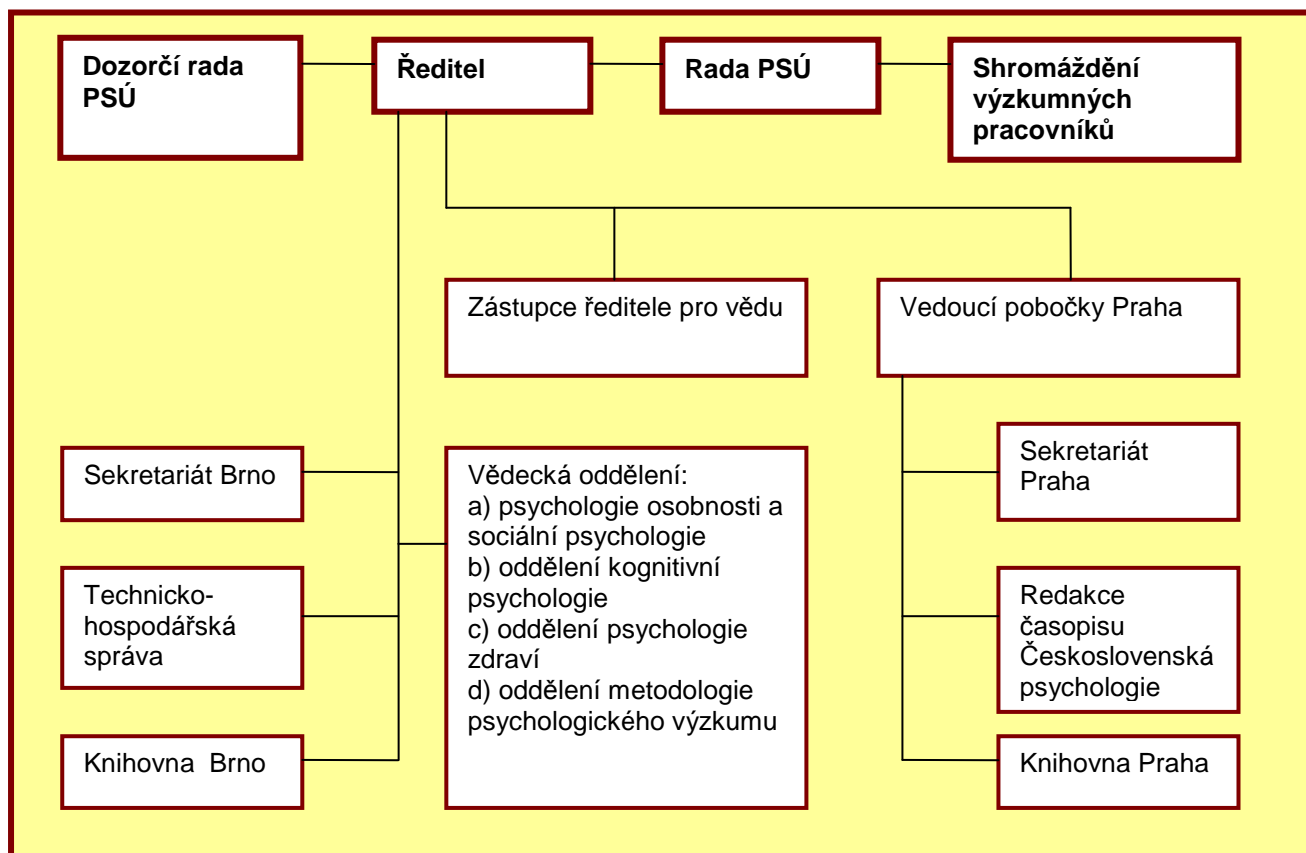 Dozorčí rada
PSÚ
Ředitel
Rada PSÚ
Shromáždění
výzkumných
pracovníků
Zástupce ředitele pro vědu
Vedoucí pobočky Praha
Sekretariát Brno
Vědecká oddělení:
a) psychologie osobnosti a
sociální psychologie
b) oddělení kognitivní
psychologie
c) oddělení psychologie
zdraví
d) oddělení metodologie
psychologického výzkumu
Sekretariát
Praha
Technicko-
hospodářská
správa
Redakce
časopisu
Československá
psychologie
Knihovna  Brno
Knihovna Praha